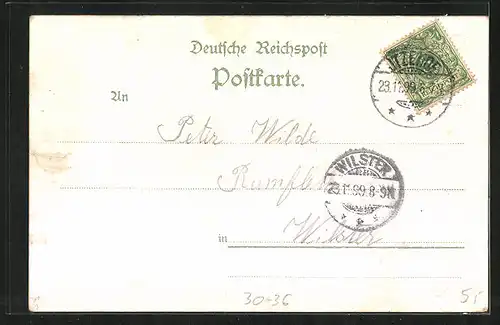 Deutsche Reichspost
Postkarte.
ITZEHOE
23.11.99.
An
Peter Wilde
WILSTER
23.11.99.8-9N
in Wilster
30-36
5.